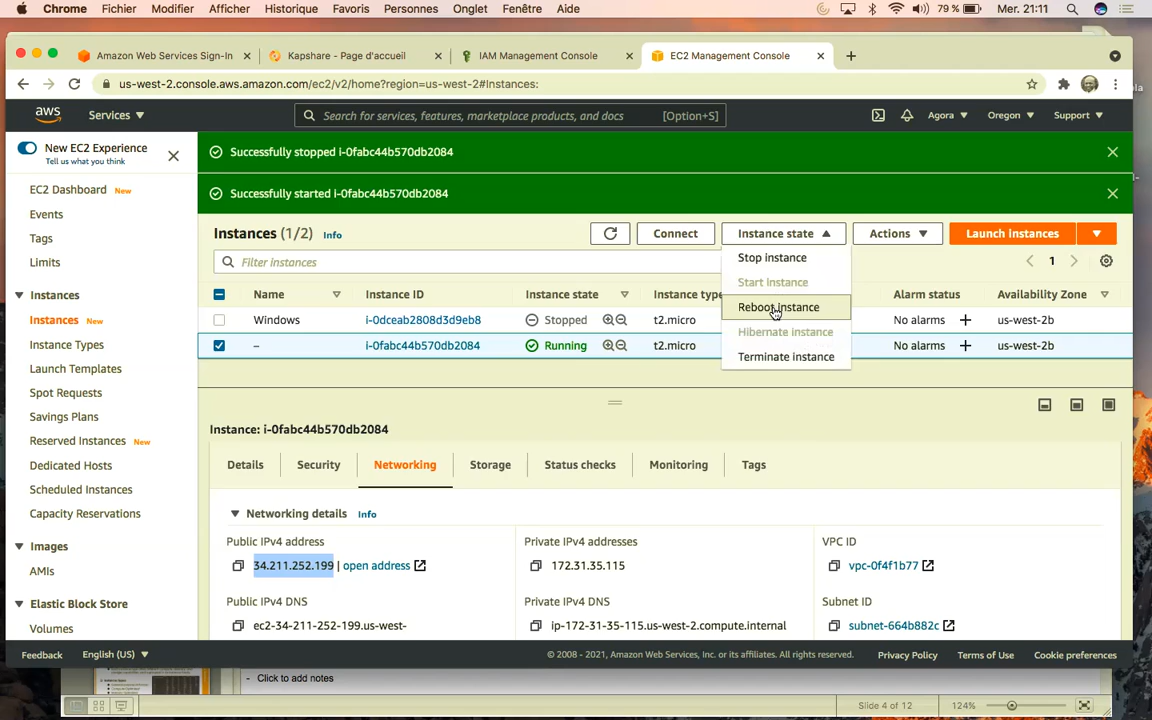 Chrome Fichier Modifier Afficher Historique Favoris Personnes Onglet Fenêtre Aide 79 % Mer. 21:11
Amazon Web Services Sign-In Kapshare - Page d'accueil IAM Management Console EC2 Management Console
us-west-2.console.aws.amazon.com/ec2/v2/home?region=us-west-2#Instances:
aws Services Search for services, features, marketplace products, and docs [Option+S] Agora Oregon Support
New EC2 Experience
Tell us what you think
Successfully stopped i-0fabc44b570db2084
EC2 Dashboard New
Successfully started i-0fabc44b570db2084
Events
Tags
Limits
Instances (1/2) Info Connect Instance state Actions Launch instances
Filter instances 1
Stop instance
Start instance
Reboot instance
Hibernate instance
Terminate instance
Name Instance ID Instance state Instance type Alarm status Availability Zone
Windows i-0dceab2808d3d9eb8 Stopped t2.micro No alarms us-west-2b
– i-0fabc44b570db2084 Running t2.micro No alarms us-west-2b
Instances
Instances New
Instance Types
Launch Templates
Spot Requests
Savings Plans
Reserved Instances New
Dedicated Hosts
Scheduled Instances
Capacity Reservations
Images
AMIs
Elastic Block Store
Volumes
Instance: i-0fabc44b570db2084
Details Security Networking Storage Status checks Monitoring Tags
Networking details Info
Public IPv4 address Private IPv4 addresses VPC ID
34.211.252.199 | open address 172.31.35.115 vpc-0f4f1b77
Public IPv4 DNS Private IPv4 DNS Subnet ID
ec2-34-211-252-199.us-west- ip-172-31-35-115.us-west-2.compute.internal subnet-664b882c
Feedback English (US) © 2008 - 2021, Amazon Web Services, Inc. or its affiliates. All rights reserved. Privacy Policy Terms of Use Cookie preferences
Click to add notes
Slide 4 of 12 124%